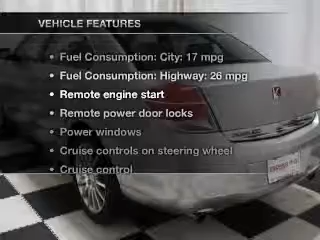 VEHICLE FEATURES
• Fuel Consumption: City: 17 mpg
• Fuel Consumption: Highway: 26 mpg
• Remote engine start
• Remote power door locks
• Power windows
• Cruise controls on steering wheel
• Cruise control